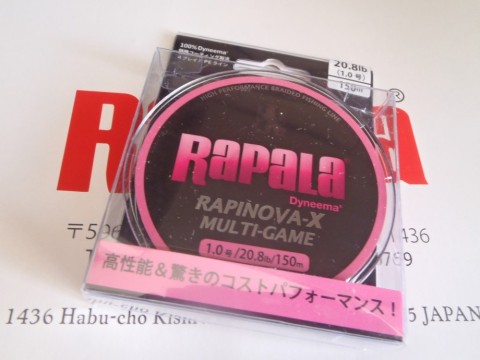 100%Dyneema®
20.8lb
(1.0号)
150m
HIGH PERFORMANCE BRAIDED FISHING LINE
RAPALA
Dyneema®
RAPINOVA-X
MULTI-GAME
1.0号/20.8lb/150m
高性能&驚きのコストパフォーマンス!
R A®
〒596
1436
1436 Habu-cho Kish 5 JAPAN